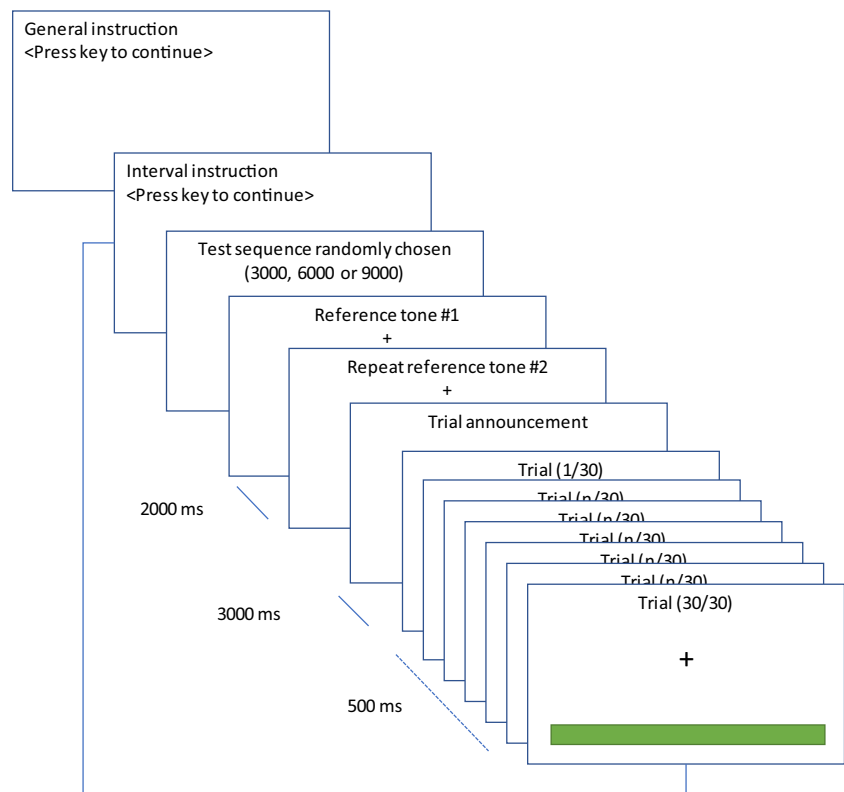 General instruction
<Press key to continue>
Interval instruction
<Press key to continue>
Test sequence randomly chosen
(3000, 6000 or 9000)
Reference tone #1
+
Repeat reference tone #2
+
Trial announcement
Trial (1/30)
Trial (n/30)
Trial (n/30)
Trial (n/30)
Trial (n/30)
Trial (n/30)
Trial (30/30)
+
2000 ms
3000 ms
500 ms